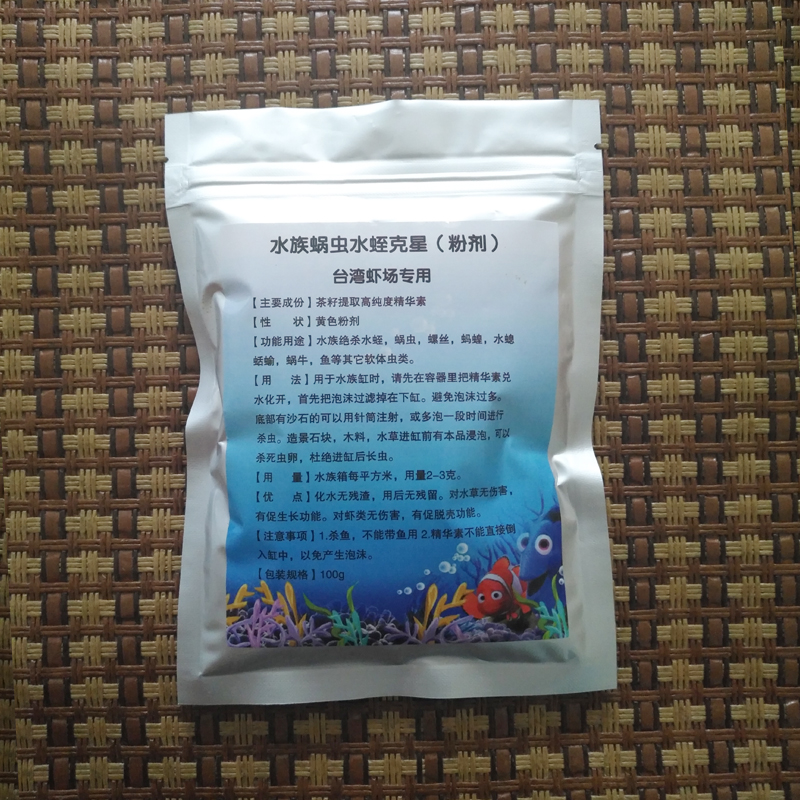 水族蜗虫水蛭克星（粉剂）
台湾虾场专用
【主要成份】茶籽提取高纯度精华素
【性　　状】黄色粉剂
【功能用途】水族绝杀水蛭，蜗虫，螺丝，蚂蝗，水螅
蛞蝓，蜗牛，鱼等其它软体虫类。
【用　　法】用于水族缸时，请先在容器里把精华素兑
水化开，首先把泡沫过滤掉在下缸。避免泡沫过多。
底部有沙石的可以用针筒注射，或多泡一段时间进行
杀虫。造景石块，木料，水草进缸前有本品浸泡，可以
杀死虫卵，杜绝进缸后长虫。
【用　　量】水族箱每平方米，用量2-3克。
【优　　点】化水无残渣，用后无残留。对水草无伤害，
有促生长功能。对虾类无伤害，有促脱壳功能。
【注意事项】1.杀鱼，不能带鱼用 2.精华素不能直接倒
入缸中，以免产生泡沫。
【包装规格】100g